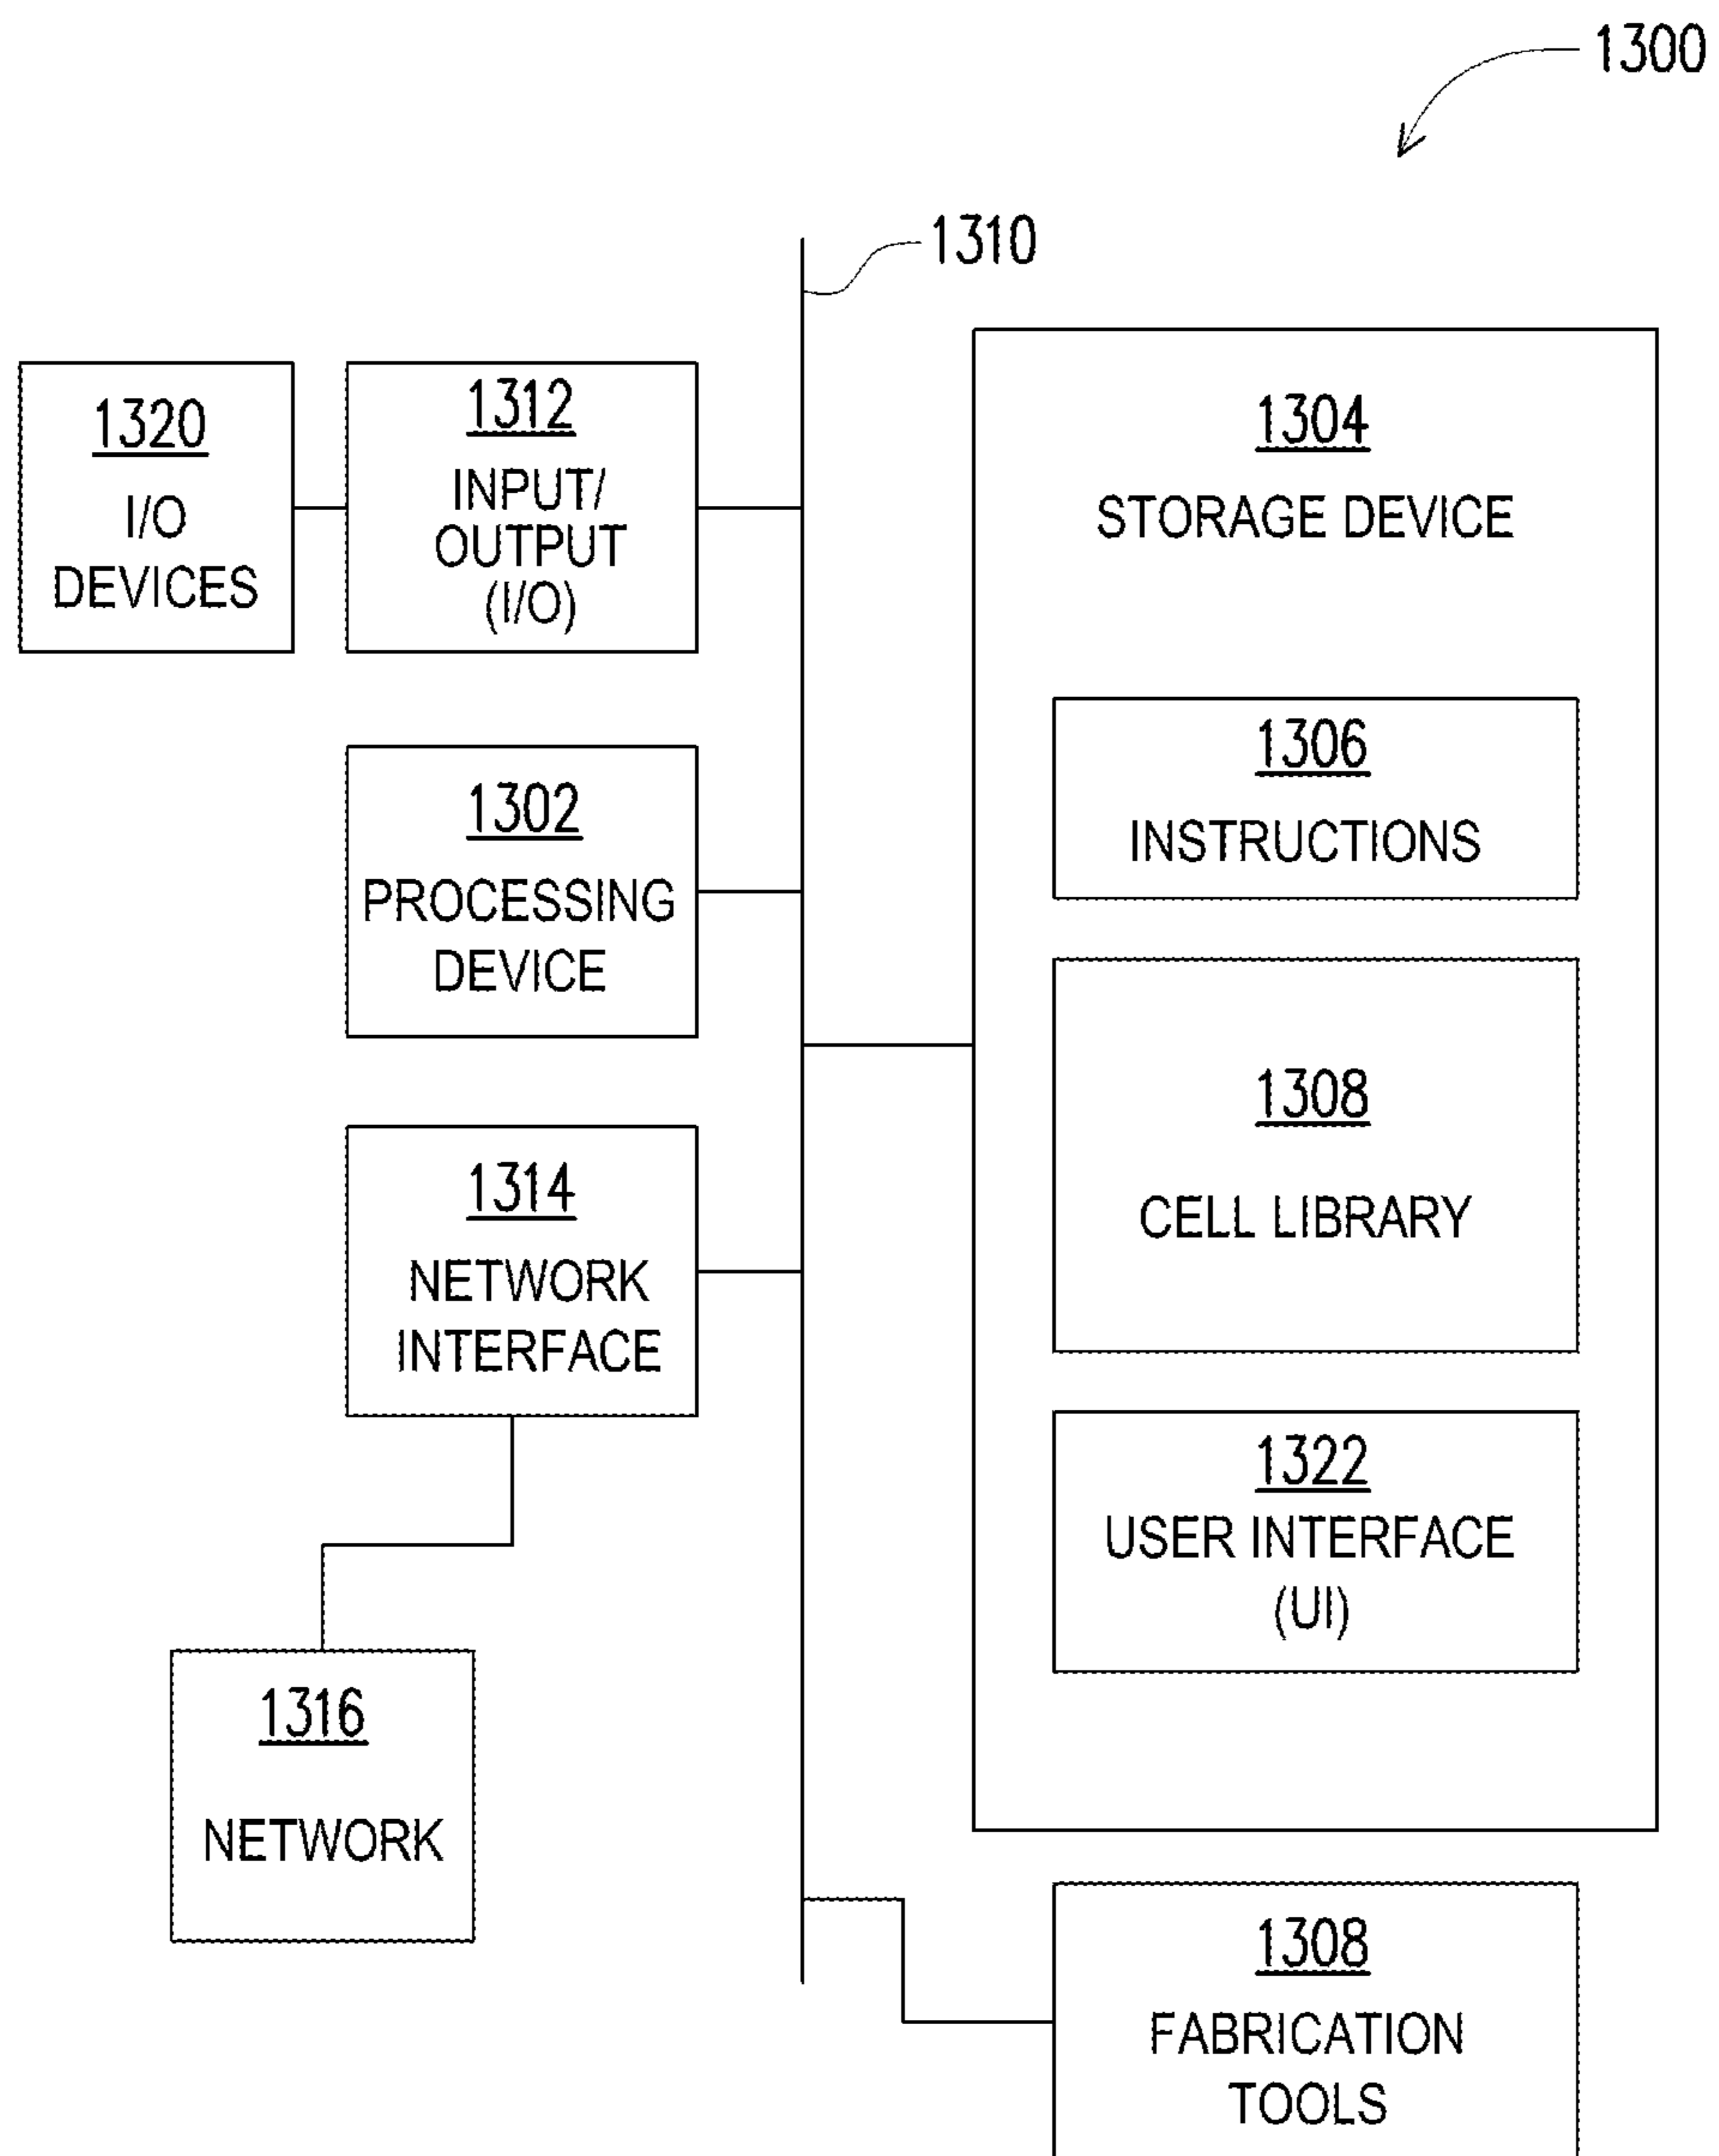 1300
1310
1320
I/O
DEVICES
1312
INPUT/
OUTPUT
(I/O)
1304
STORAGE DEVICE
1306
INSTRUCTIONS
1302
PROCESSING
DEVICE
1308
CELL LIBRARY
1314
NETWORK
INTERFACE
1322
USER INTERFACE
(UI)
1316
NETWORK
1308
FABRICATION
TOOLS